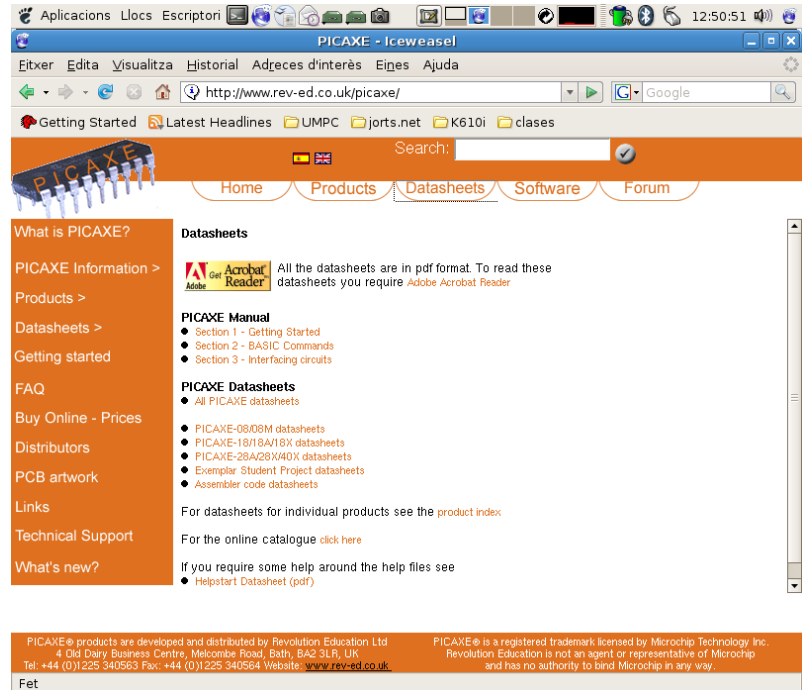 Aplicacions Llocs Escriptori 12:50:51
PICAXE - Iceweasel
Fitxer Edita Visualitza Historial Adreces d'interès Eines Ajuda
http://www.rev-ed.co.uk/picaxe/ G Google
Getting Started Latest Headlines UMPC jorts.net K610i clases
PICAXE
Search:
Home Products Datasheets Software Forum
What is PICAXE?
PICAXE Information >
Products >
Datasheets >
Getting started
FAQ
Buy Online - Prices
Distributors
PCB artwork
Links
Technical Support
What's new?
Datasheets
Adobe Get Acrobat Reader
All the datasheets are in pdf format. To read these
datasheets you require Adobe Acrobat Reader
PICAXE Manual
Section 1 - Getting Started
Section 2 - BASIC Commands
Section 3 - Interfacing circuits
PICAXE Datasheets
All PICAXE datasheets
PICAXE-08/08M datasheets
PICAXE-18/18A/18X datasheets
PICAXE-28A/28X/40X datasheets
Exemplar Student Project datasheets
Assembler code datasheets
For datasheets for individual products see the product index
For the online catalogue click here
If you require some help around the help files see
Helpstart Datasheet (pdf)
PICAXE® products are developed and distributed by Revolution Education Ltd
4 Old Dairy Business Centre, Melcombe Road, Bath, BA2 3LR, UK
Tel: +44 (0)1225 340563 Fax: +44 (0)1225 340564 Website: www.rev-ed.co.uk
PICAXE® is a registered trademark licensed by Microchip Technology Inc.
Revolution Education is not an agent or representative of Microchip
and has no authority to bind Microchip in any way.
Fet